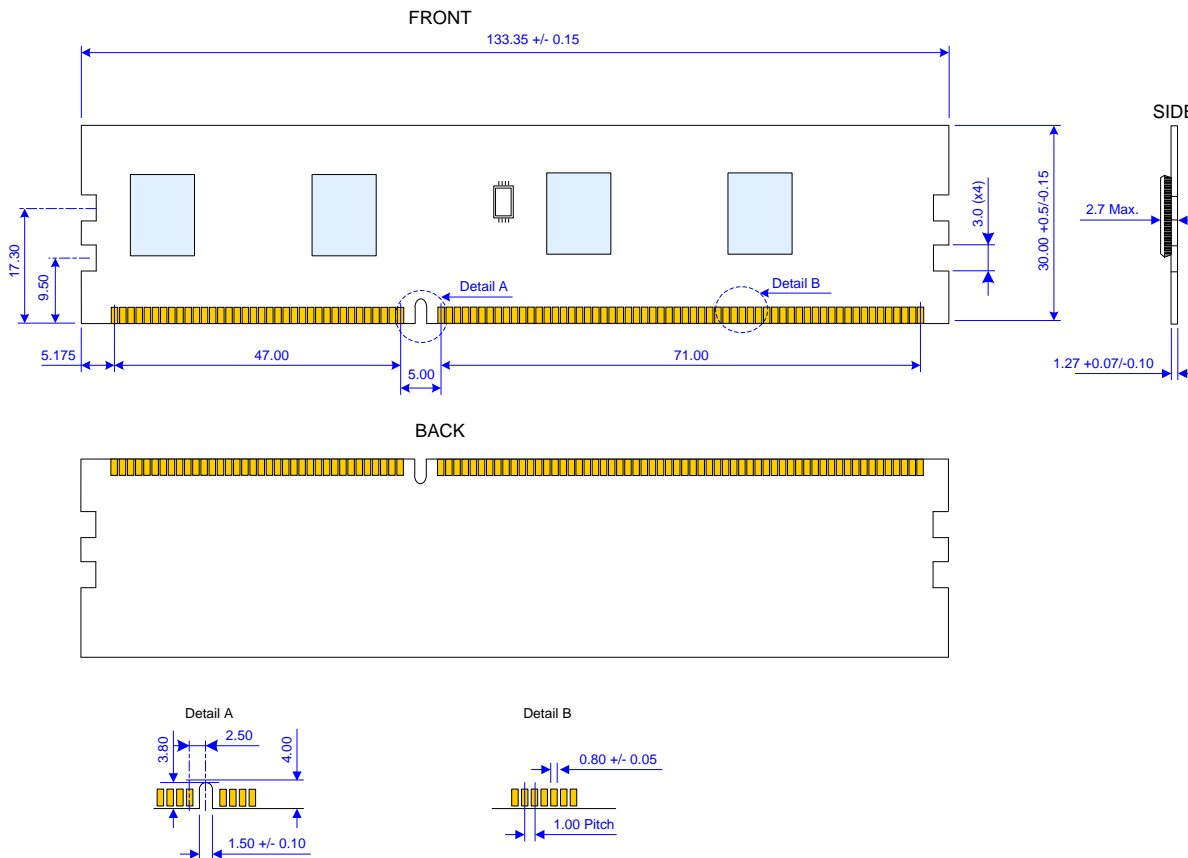 FRONT
133.35 +/- 0.15
SIDE
17.30
9.50
3.0 (x4)
30.00 +0.5/-0.15
2.7 Max.
Detail A
Detail B
5.175
47.00
5.00
71.00
1.27 +0.07/-0.10
BACK
Detail A
3.80
2.50
4.00
1.50 +/- 0.10
Detail B
0.80 +/- 0.05
1.00 Pitch